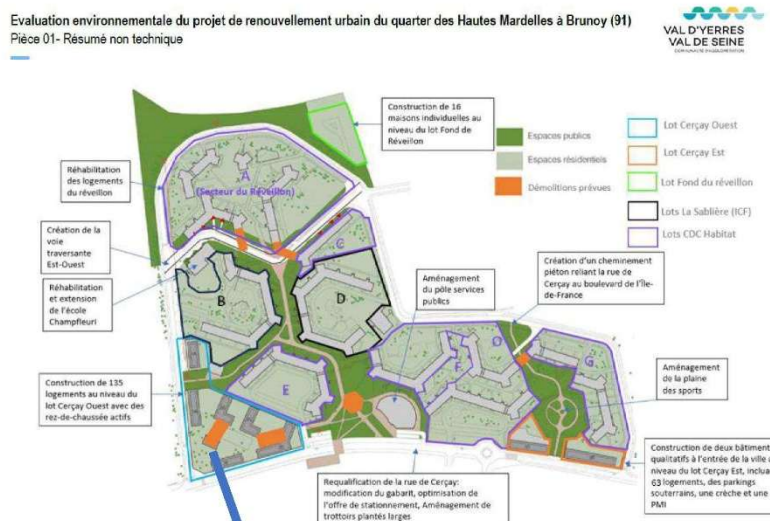 Evaluation environnementale du projet de renouvellement urbain du quarter des Hautes Mardelles à Brunoy (91)
Pièce 01- Résumé non technique
VAL D'YERRES
VAL DE SEINE
COMMUNAUTÉ D'AGGLOMÉRATION
Construction de 16
maisons individuelles au
niveau du lot Fond de
Réveillon
Espaces publics
Espaces résidentiels
Démolitions prévues
Lot Cerçay Ouest
Lot Cerçay Est
Lot Fond du réveillon
Lots La Sablière (ICF)
Lots CDC Habitat
Réhabilitation
des logements
du réveillon
A
(Secteur du Réveillon)
Création de la
voie
traversante
Est-Ouest
C
Réhabilitation
et extension
de l'école
Champfleuri
B
D
Aménagement
du pôle services
publics
Création d'un cheminement
piéton reliant la rue de
Cerçay au boulevard de l'Île-
de-France
E
F
O
G
Aménagement
de la plaine
des sports
Construction de 135
logements au niveau du
lot Cerçay Ouest avec des
rez-de-chaussée actifs
Requalification de la rue de Cerçay:
modification du gabarit, optimisation de
l'offre de stationnement, Aménagement de
trottoirs plantés larges
Construction de deux bâtiment
qualitatifs à l'entrée de la ville a
niveau du lot Cerçay Est, inclua
63 logements, des parkings
souterrains, une crèche et une
PMI